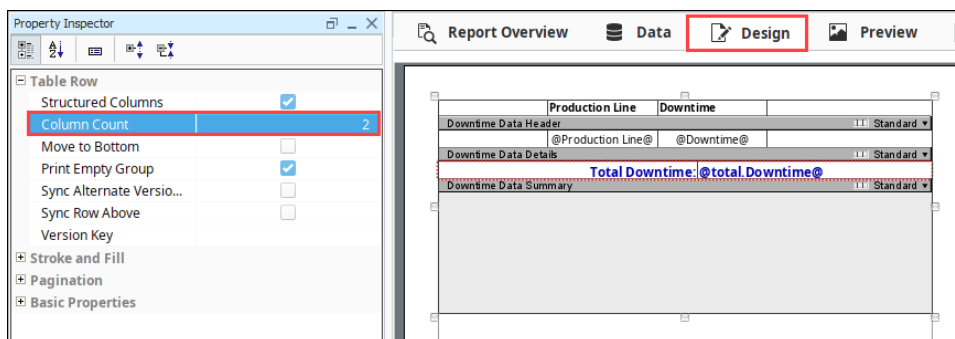 Property Inspector
Table Row
Structured Columns
Column Count 2
Move to Bottom
Print Empty Group
Sync Alternate Versio...
Sync Row Above
Version Key
Stroke and Fill
Pagination
Basic Properties
Report Overview Data Design Preview
Production Line Downtime
Downtime Data Header Standard
@Production Line@ @Downtime@
Downtime Data Details Standard
Total Downtime: @total.Downtime@
Downtime Data Summary Standard